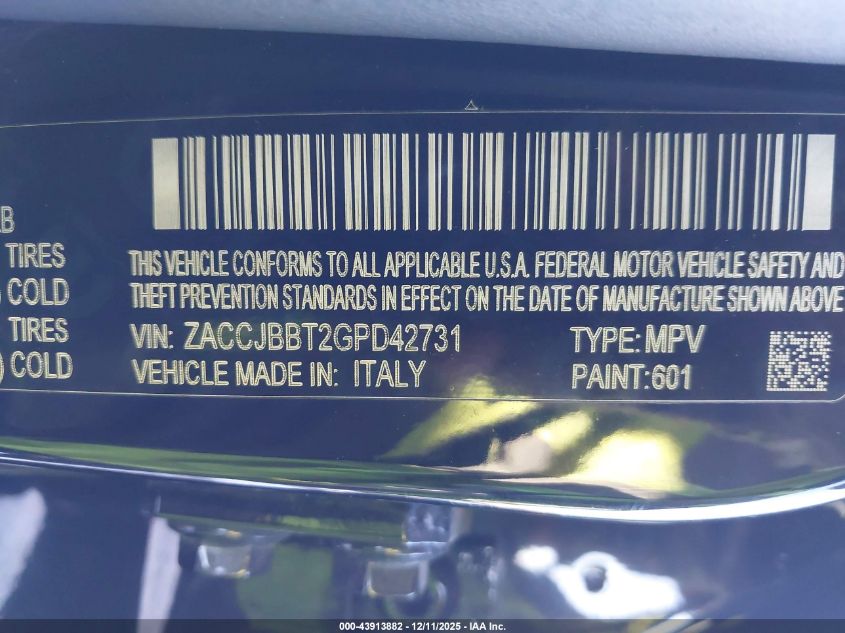 TIRES
COLD
TIRES
COLD
THIS VEHICLE CONFORMS TO ALL APPLICABLE U.S.A. FEDERAL MOTOR VEHICLE SAFETY AND
THEFT PREVENTION STANDARDS IN EFFECT ON THE DATE OF MANUFACTURE SHOWN ABOVE
VIN: ZACCJBBT2GPD42731 TYPE: MPV
VEHICLE MADE IN: ITALY PAINT:601
000-43913882 - 12/11/2025 - IAA Inc.